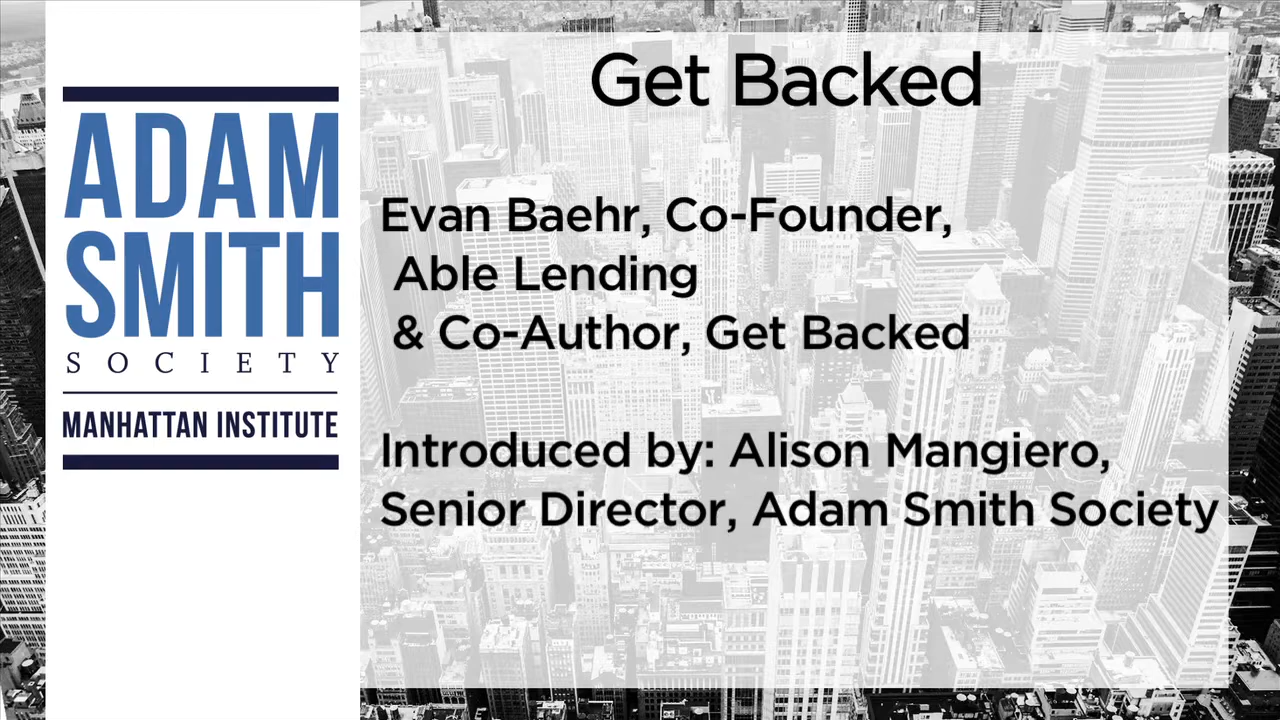 ADAM
SMITH
SOCIETY
MANHATTAN INSTITUTE
Get Backed
Evan Baehr, Co-Founder,
Able Lending
& Co-Author, Get Backed
Introduced by: Alison Mangiero,
Senior Director, Adam Smith Society